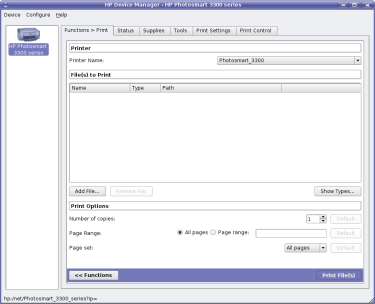 HP Device Manager - HP Photosmart 3300 series
Device Configure Help
HP Photosmart
3300 series
Functions > Print Status Supplies Tools Print Settings Print Control
Printer
Printer Name: Photosmart_3300
File(s) to Print
Name Type Path
Add File... Remove File Show Types...
Print Options
Number of copies: 1 Default
Page Range: All pages Page range: Default
Page set: All pages Default
<< Functions Print File(s)
hp:/net/Photosmart_3300_series?ip=